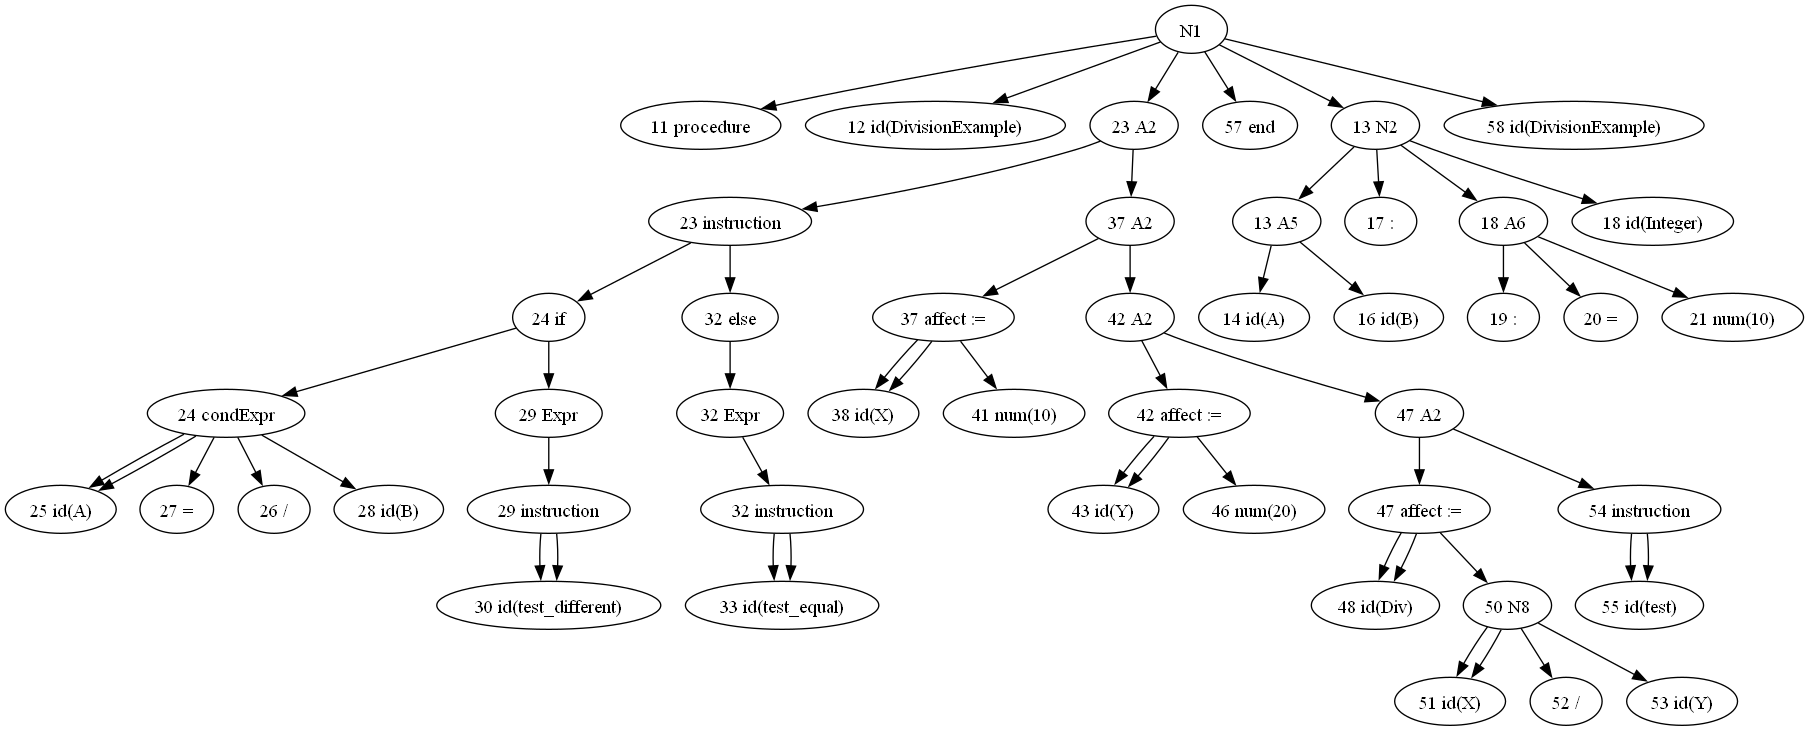 N1
11 procedure
12 id(DivisionExample)
23 A2
57 end
13 N2
58 id(DivisionExample)
23 instruction
37 A2
13 A5
17 :
18 A6
18 id(Integer)
24 if
32 else
37 affect :=
42 A2
14 id(A)
16 id(B)
19 :
20 =
21 num(10)
24 condExpr
29 Expr
32 Expr
38 id(X)
41 num(10)
42 affect :=
47 A2
25 id(A)
27 =
26 /
28 id(B)
29 instruction
32 instruction
43 id(Y)
46 num(20)
47 affect :=
54 instruction
30 id(test_different)
33 id(test_equal)
48 id(Div)
50 N8
55 id(test)
51 id(X)
52 /
53 id(Y)